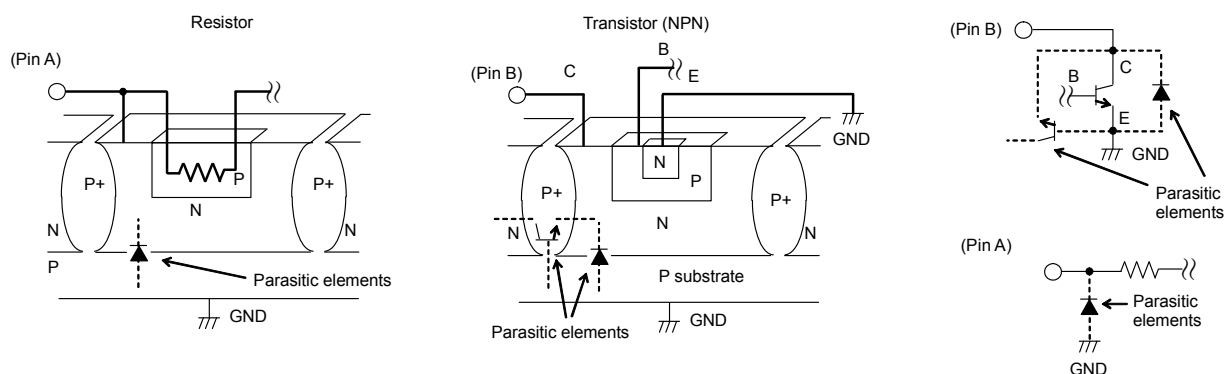 Resistor
(Pin A)
P+
P
P+
N
N
N
P
Parasitic elements
GND
Transistor (NPN)
B
(Pin B)
C
E
GND
N
P+
P
P+
N
N
N
P substrate
Parasitic elements
GND
(Pin B)
C
B
E
GND
Parasitic
elements
(Pin A)
Parasitic
elements
GND